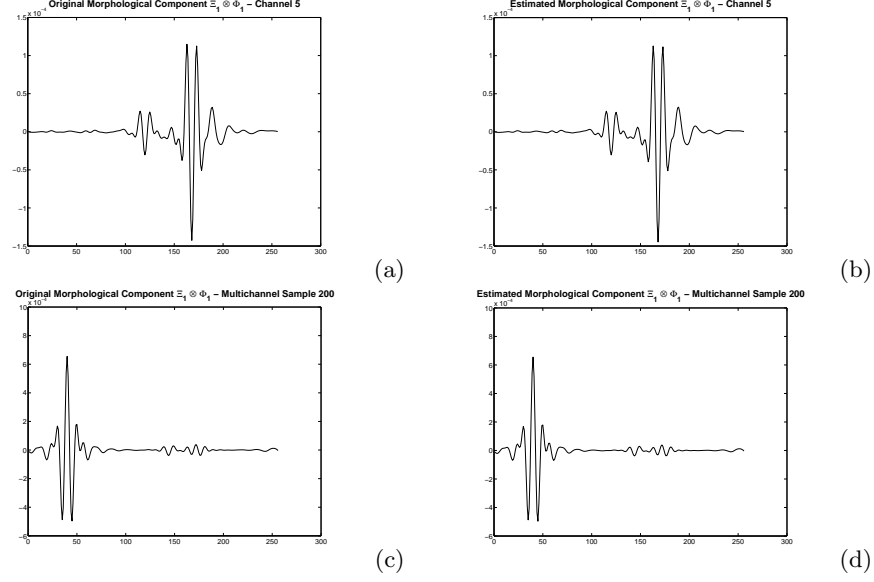 Original Morphological Component Ξ₁ ⊗ Φ₁ – Channel 5
x 10⁻⁴
1.5
1
0.5
0
−0.5
−1
−1.5
0 50 100 150 200 250 300
(a)
Estimated Morphological Component Ξ₁ ⊗ Φ₁ – Channel 5
x 10⁻⁴
1.5
1
0.5
0
−0.5
−1
−1.5
0 50 100 150 200 250 300
(b)
Original Morphological Component Ξ₁ ⊗ Φ₁ – Multichannel Sample 200
x 10⁻⁴
10
8
6
4
2
0
−2
−4
−6
0 50 100 150 200 250 300
(c)
Estimated Morphological Component Ξ₁ ⊗ Φ₁ – Multichannel Sample 200
x 10⁻⁴
10
8
6
4
2
0
−2
−4
−6
0 50 100 150 200 250 300
(d)